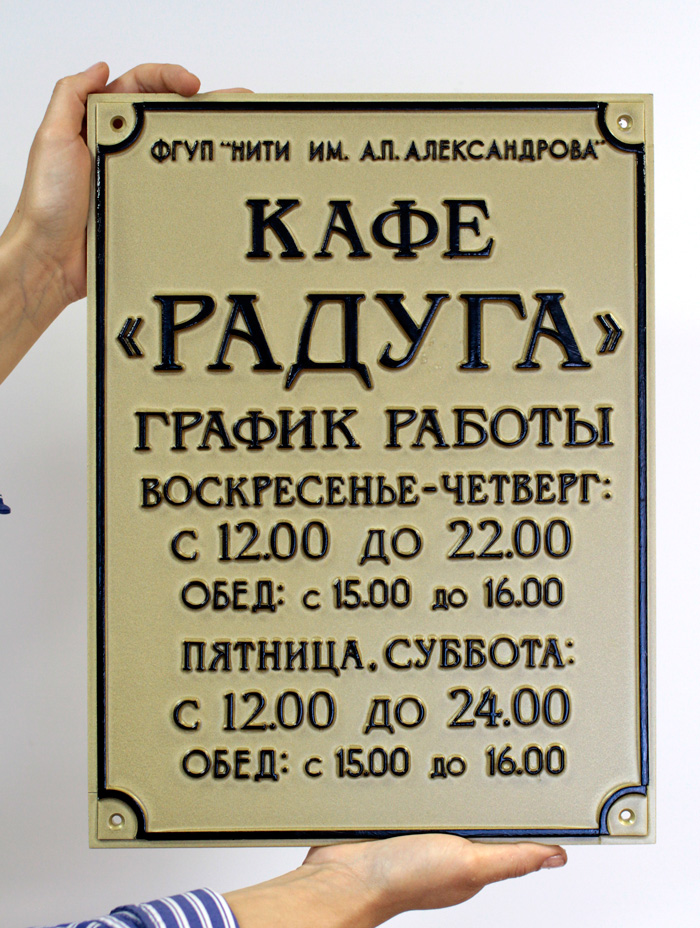 ФГУП "НИТИ ИМ. А.П. АЛЕКСАНДРОВА"
КАФЕ
«РАДУГА»
ГРАФИК РАБОТЫ
ВОСКРЕСЕНЬЕ-ЧЕТВЕРГ:
С 12.00 ДО 22.00
ОБЕД: С 15.00 ДО 16.00
ПЯТНИЦА, СУББОТА:
С 12.00 ДО 24.00
ОБЕД: С 15.00 ДО 16.00